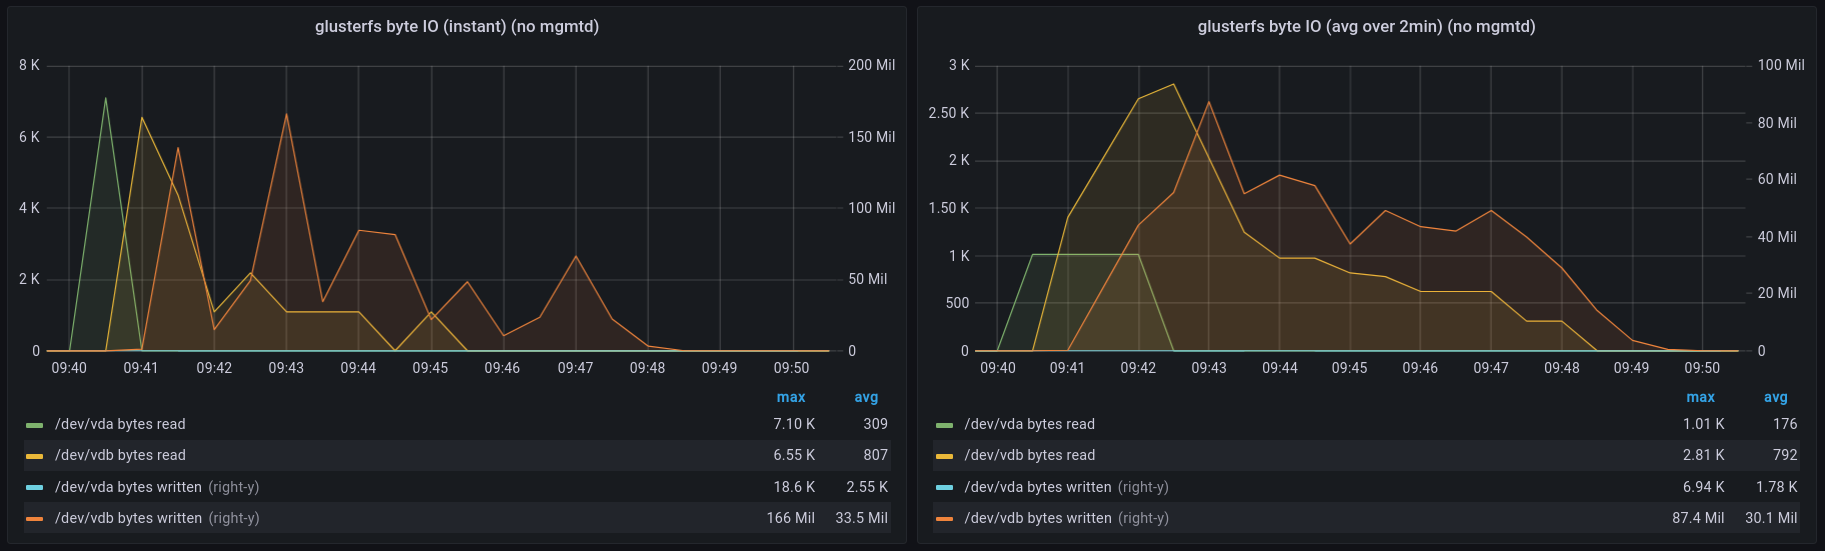 glusterfs byte IO (instant) (no mgmtd)
8 K
6 K
4 K
2 K
0
200 Mil
150 Mil
100 Mil
50 Mil
0
09:40 09:41 09:42 09:43 09:44 09:45 09:46 09:47 09:48 09:49 09:50
max avg
/dev/vda bytes read 7.10 K 309
/dev/vdb bytes read 6.55 K 807
/dev/vda bytes written (right-y) 18.6 K 2.55 K
/dev/vdb bytes written (right-y) 166 Mil 33.5 Mil
glusterfs byte IO (avg over 2min) (no mgmtd)
3 K
2.50 K
2 K
1.50 K
1 K
500
0
100 Mil
80 Mil
60 Mil
40 Mil
20 Mil
0
09:40 09:41 09:42 09:43 09:44 09:45 09:46 09:47 09:48 09:49 09:50
max avg
/dev/vda bytes read 1.01 K 176
/dev/vdb bytes read 2.81 K 792
/dev/vda bytes written (right-y) 6.94 K 1.78 K
/dev/vdb bytes written (right-y) 87.4 Mil 30.1 Mil